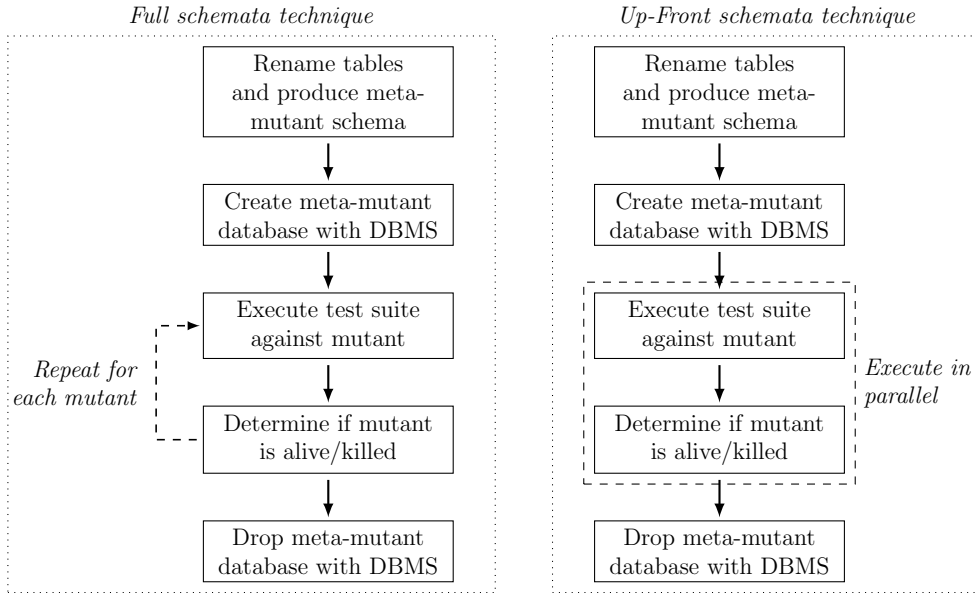 Full schemata technique
Rename tables
and produce meta-
mutant schema
Create meta-mutant
database with DBMS
Execute test suite
against mutant
Repeat for
each mutant
Determine if mutant
is alive/killed
Drop meta-mutant
database with DBMS
Up-Front schemata technique
Rename tables
and produce meta-
mutant schema
Create meta-mutant
database with DBMS
Execute test suite
against mutant
Execute in
parallel
Determine if mutant
is alive/killed
Drop meta-mutant
database with DBMS